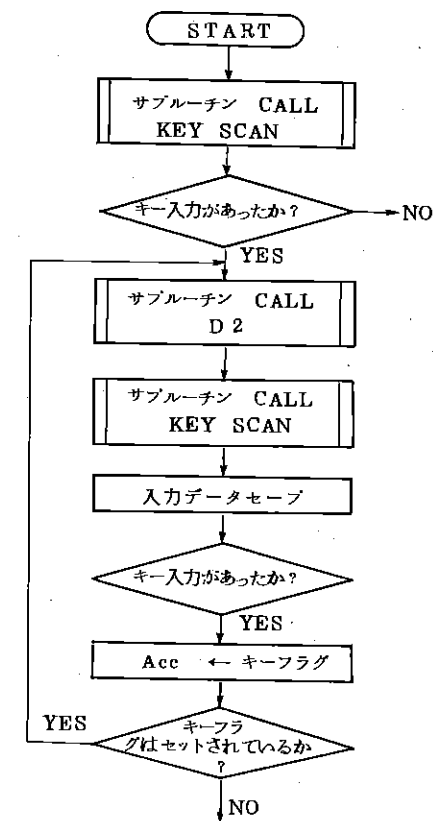 START
サブルーチン CALL
KEY SCAN
キー入力があったか?
NO
YES
サブルーチン CALL
D2
サブルーチン CALL
KEY SCAN
入力データセーブ
キー入力があったか?
YES
Acc ← キーフラグ
YES
キーフラ
グはセットされているか
?
NO